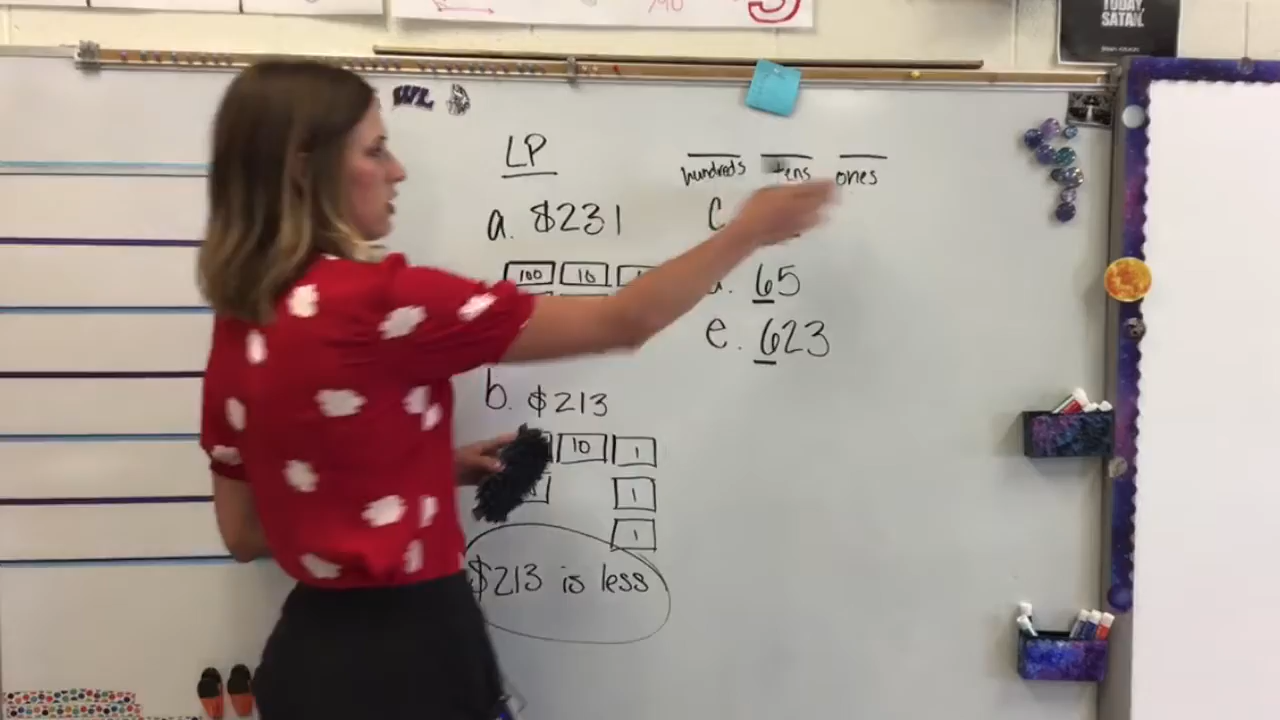 TODAY,
SATAN.
WL
LP
hundreds tens ones
a. $231
100 10
c
d. 65
e. 623
b. $213
10 1
1
1
$213 is less